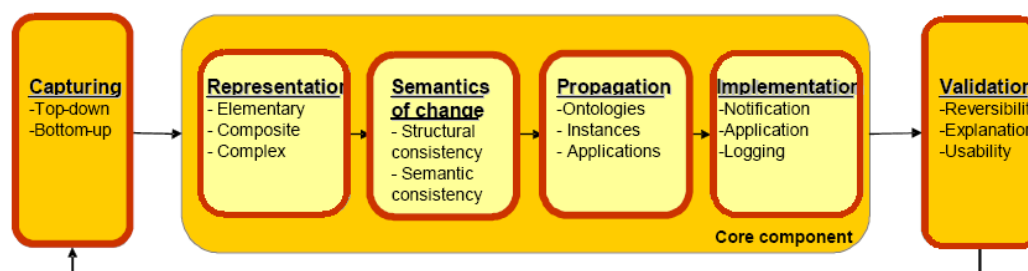 Capturing
-Top-down
-Bottom-up
Representation
- Elementary
- Composite
- Complex
Semantics
of change
- Structural
consistency
- Semantic
consistency
Propagation
-Ontologies
- Instances
- Applications
Implementation
-Notification
-Application
-Logging
Core component
Validation
-Reversibilit
-Explanation
-Usability